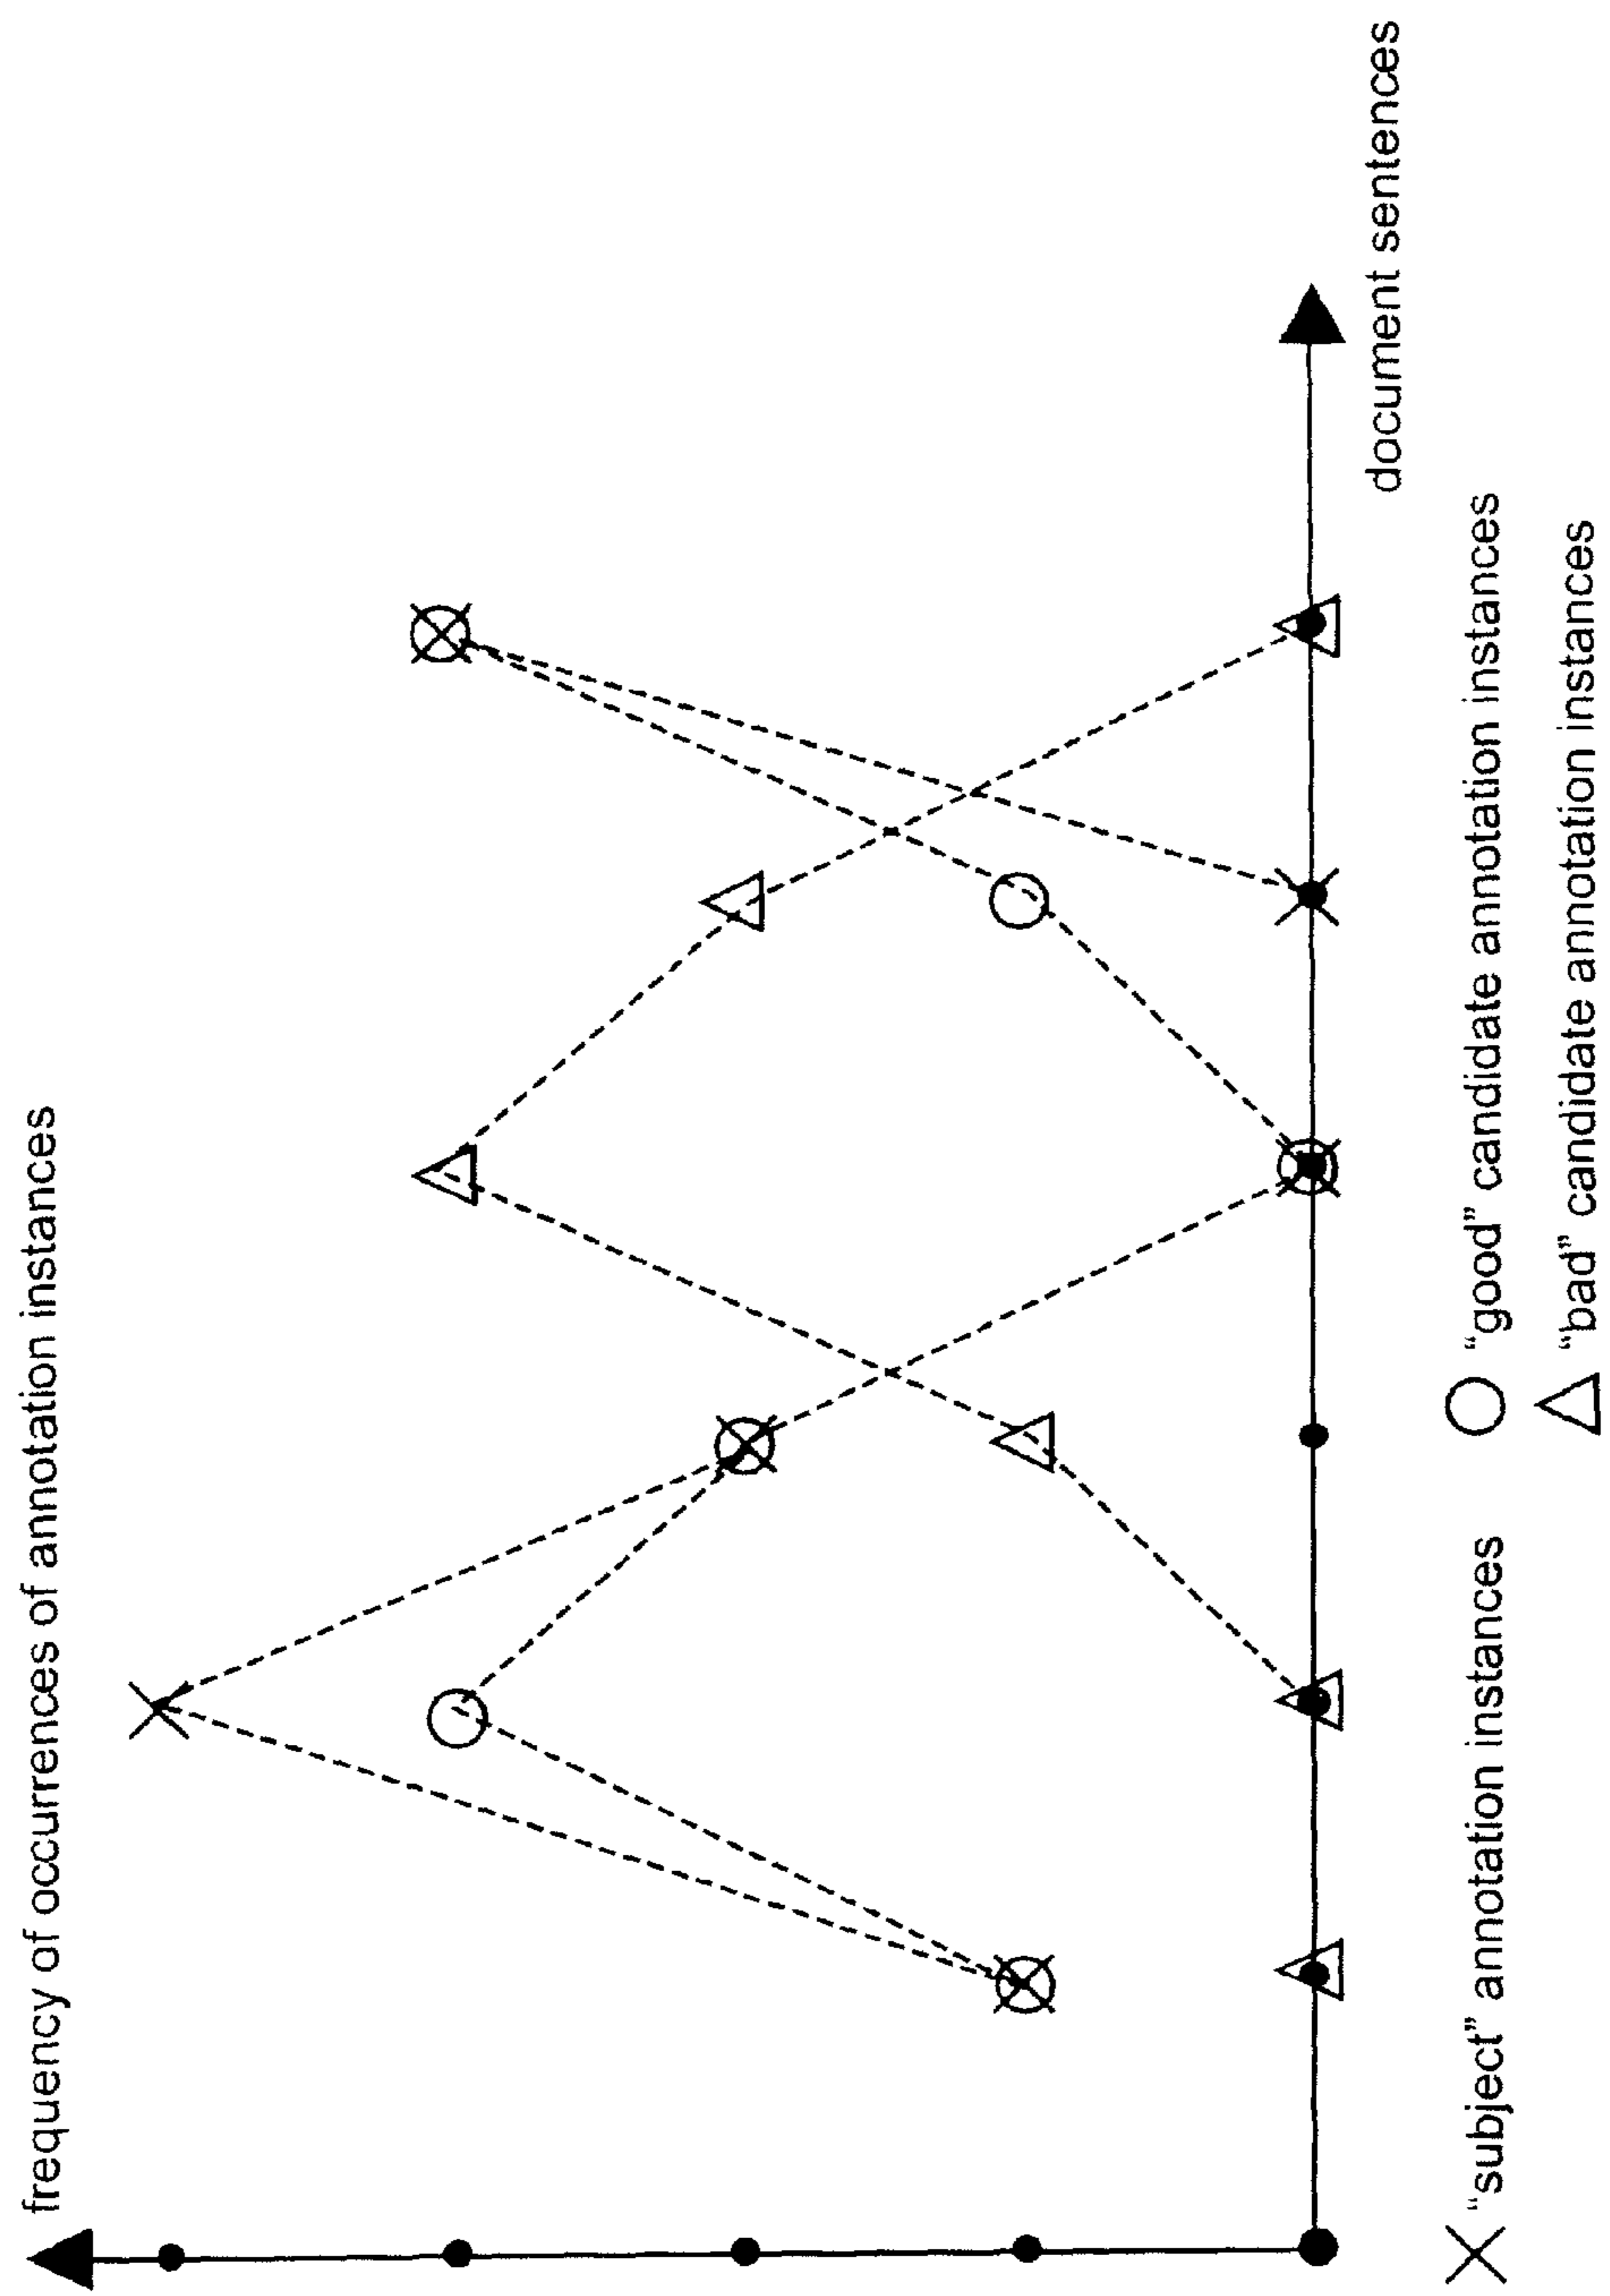 frequency of occurrences of annotation instances
document sentences
"subject" annotation instances
"good" candidate annotation instances
"bad" candidate annotation instances